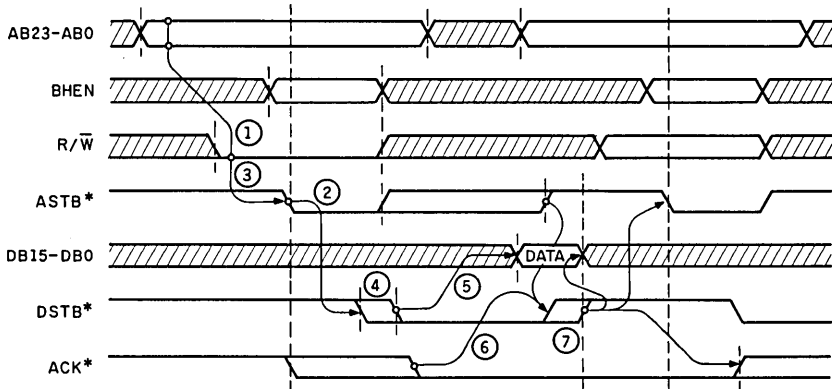 AB23-AB0
BHEN
R/W̅
①
③
ASTB*
②
DB15-DB0
DATA
④
⑤
DSTB*
⑦
⑥
ACK*